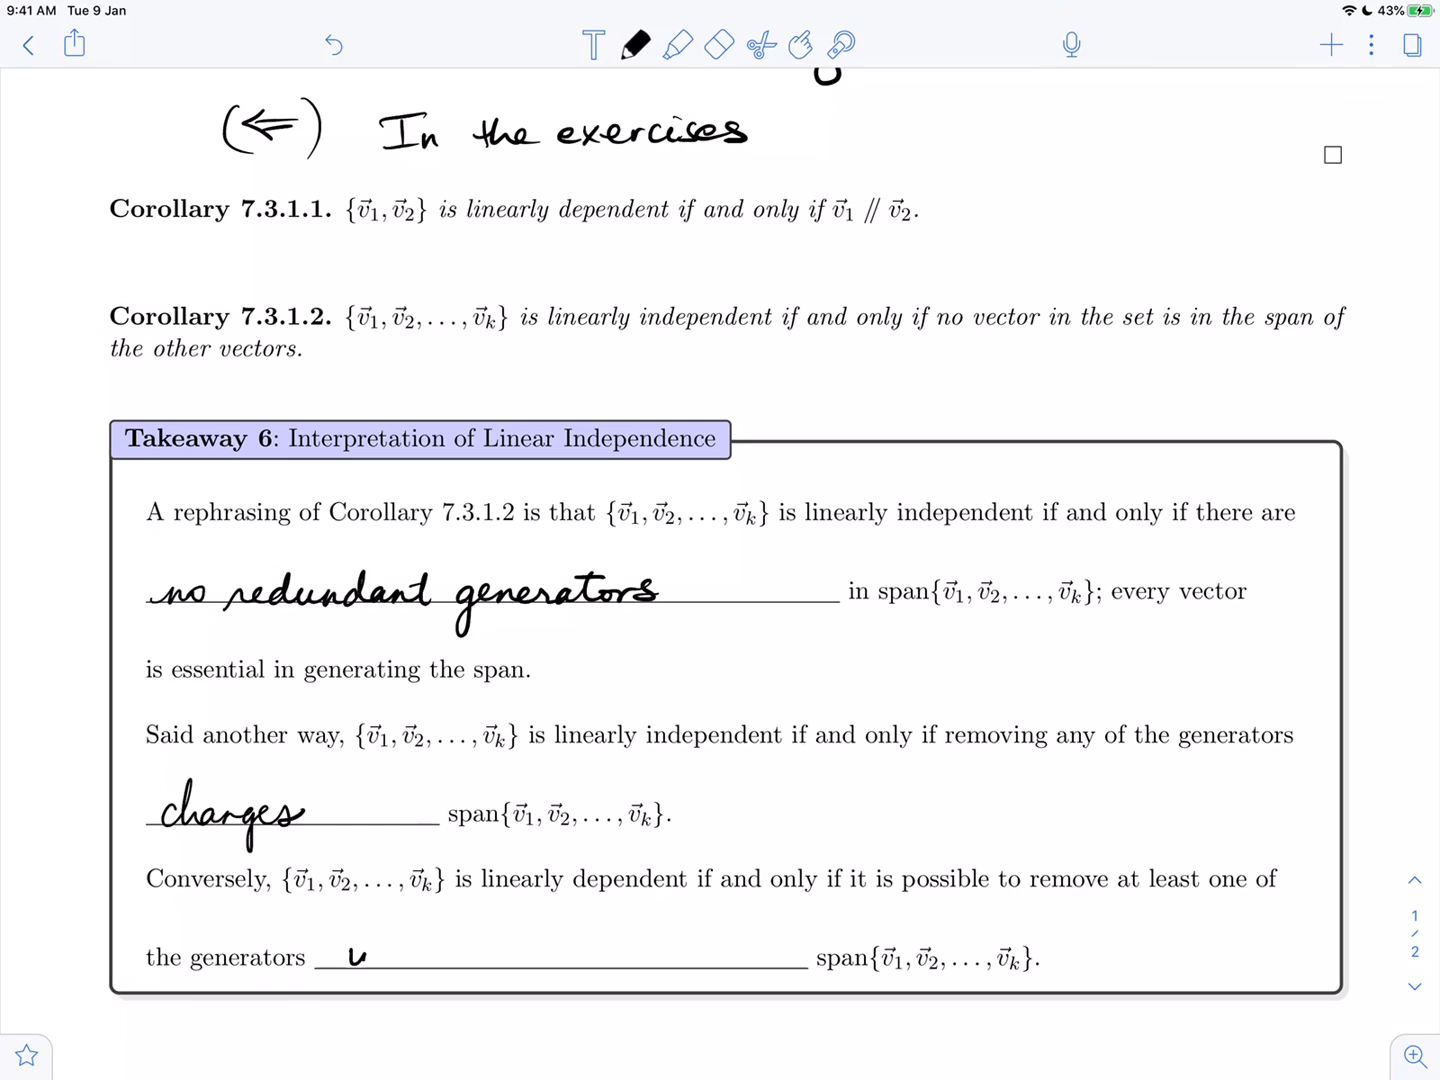 9:41 AM Tue 9 Jan 43%
(⇐) In the exercises
□
Corollary 7.3.1.1. {v⃗₁, v⃗₂} is linearly dependent if and only if v⃗₁ // v⃗₂.
Corollary 7.3.1.2. {v⃗₁, v⃗₂, . . . , v⃗ₖ} is linearly independent if and only if no vector in the set is in the span of
the other vectors.
Takeaway 6: Interpretation of Linear Independence
A rephrasing of Corollary 7.3.1.2 is that {v⃗₁, v⃗₂, . . . , v⃗ₖ} is linearly independent if and only if there are
no redundant generators in span{v⃗₁, v⃗₂, . . . , v⃗ₖ}; every vector
is essential in generating the span.
Said another way, {v⃗₁, v⃗₂, . . . , v⃗ₖ} is linearly independent if and only if removing any of the generators
changes span{v⃗₁, v⃗₂, . . . , v⃗ₖ}.
Conversely, {v⃗₁, v⃗₂, . . . , v⃗ₖ} is linearly dependent if and only if it is possible to remove at least one of
the generators span{v⃗₁, v⃗₂, . . . , v⃗ₖ}.
1
/
2